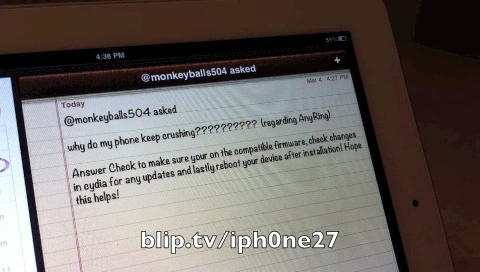 4:36 PM
51%
@monkeyballs504 asked
+
Today
Mar 4 4:27 PM
@monkeyballs504 asked
why do my phone keep crushing?????????? (regarding AnyRing)
Answer Check to make sure your on the compatible firmware, check changes
in cydia for any updates and lastly reboot your device after installation! Hope
this helps!
blip.tv/iph0ne27